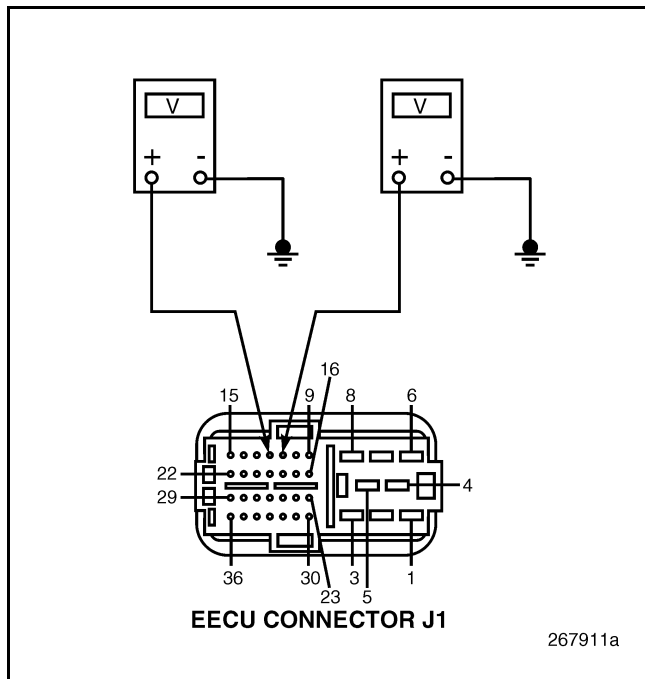 V V
+ - + -
16
15 9 8 6
22 4
29
36 30 3 1
23 5
EECU CONNECTOR J1
267911a